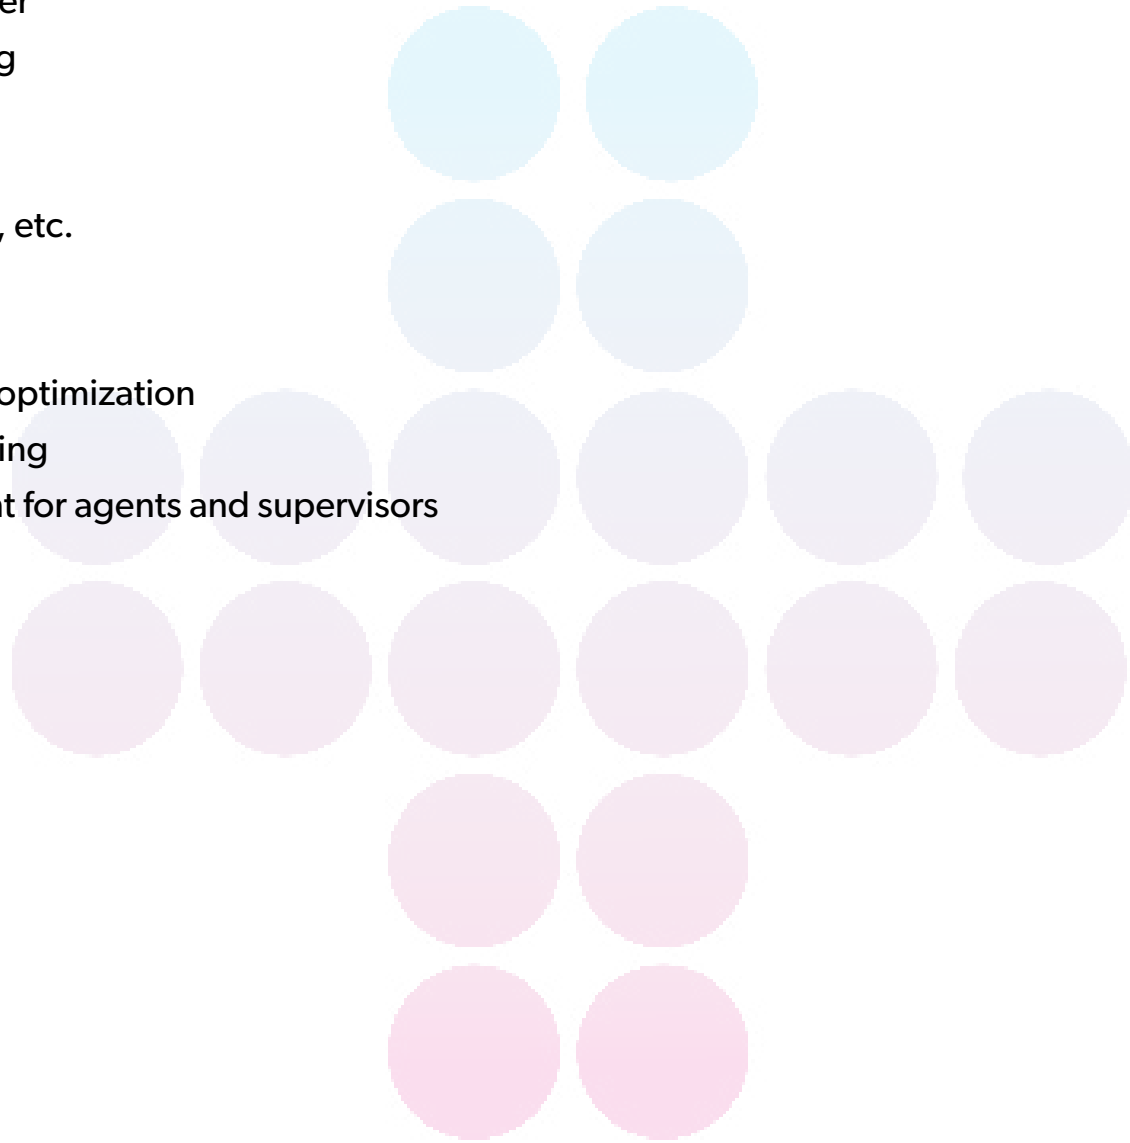 er
g
, etc.
optimization
ing
t for agents and supervisors